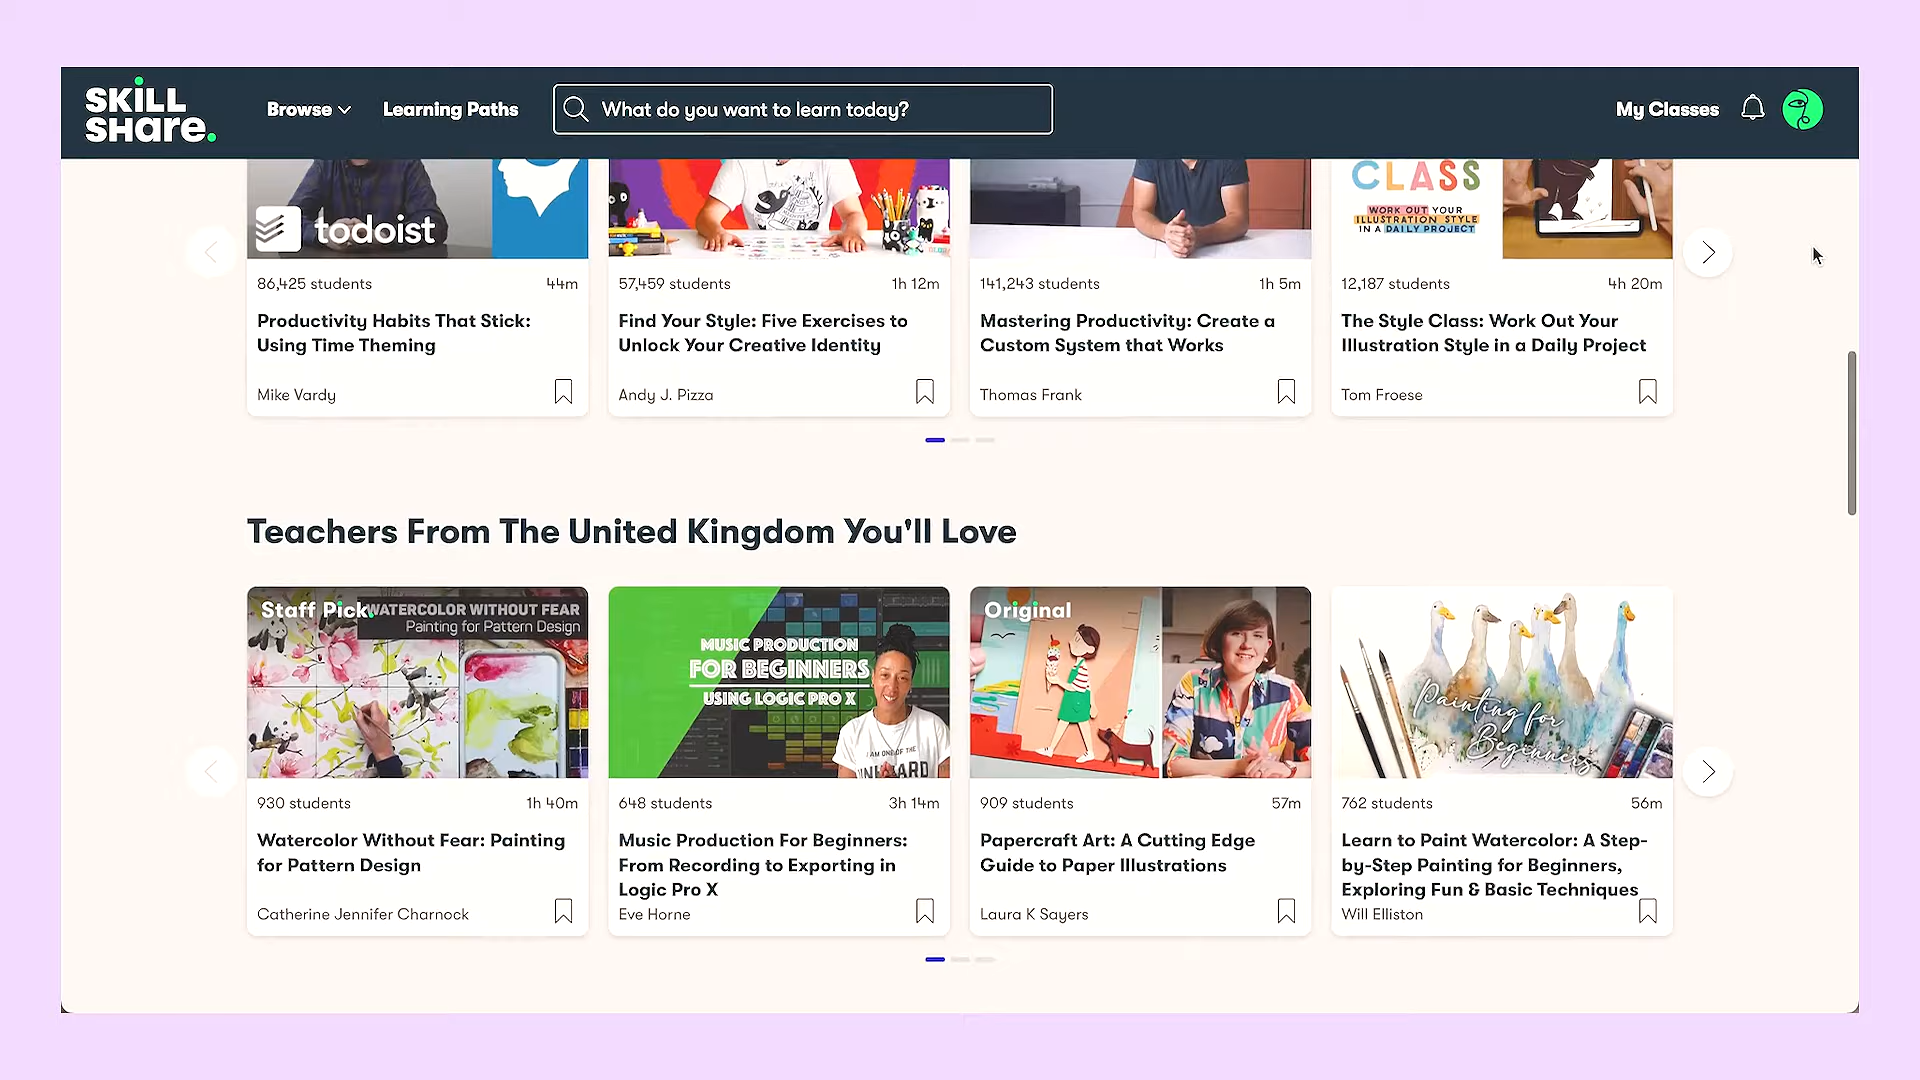 SKILL
SHare.
Browse
Learning Paths
What do you want to learn today?
My Classes
todoist
CLASS
WORK OUT YOUR
ILLUSTRATION STYLE
IN A DAILY PROJECT
86,425 students
44m
Productivity Habits That Stick:
Using Time Theming
Mike Vardy
57,459 students
1h 12m
Find Your Style: Five Exercises to
Unlock Your Creative Identity
Andy J. Pizza
141,243 students
1h 5m
Mastering Productivity: Create a
Custom System that Works
Thomas Frank
12,187 students
4h 20m
The Style Class: Work Out Your
Illustration Style in a Daily Project
Tom Froese
Teachers From The United Kingdom You'll Love
Staff Pick.
WATERCOLOR WITHOUT FEAR
Painting for Pattern Design
930 students
1h 40m
Watercolor Without Fear: Painting
for Pattern Design
Catherine Jennifer Charnock
MUSIC PRODUCTION
FOR BEGINNERS
USING LOGIC PRO X
I AM ONE OF THE
648 students
3h 14m
Music Production For Beginners:
From Recording to Exporting in
Logic Pro X
Eve Horne
Original
909 students
57m
Papercraft Art: A Cutting Edge
Guide to Paper Illustrations
Laura K Sayers
Painting for
Beginners
762 students
56m
Learn to Paint Watercolor: A Step-
by-Step Painting for Beginners,
Exploring Fun & Basic Techniques
Will Elliston